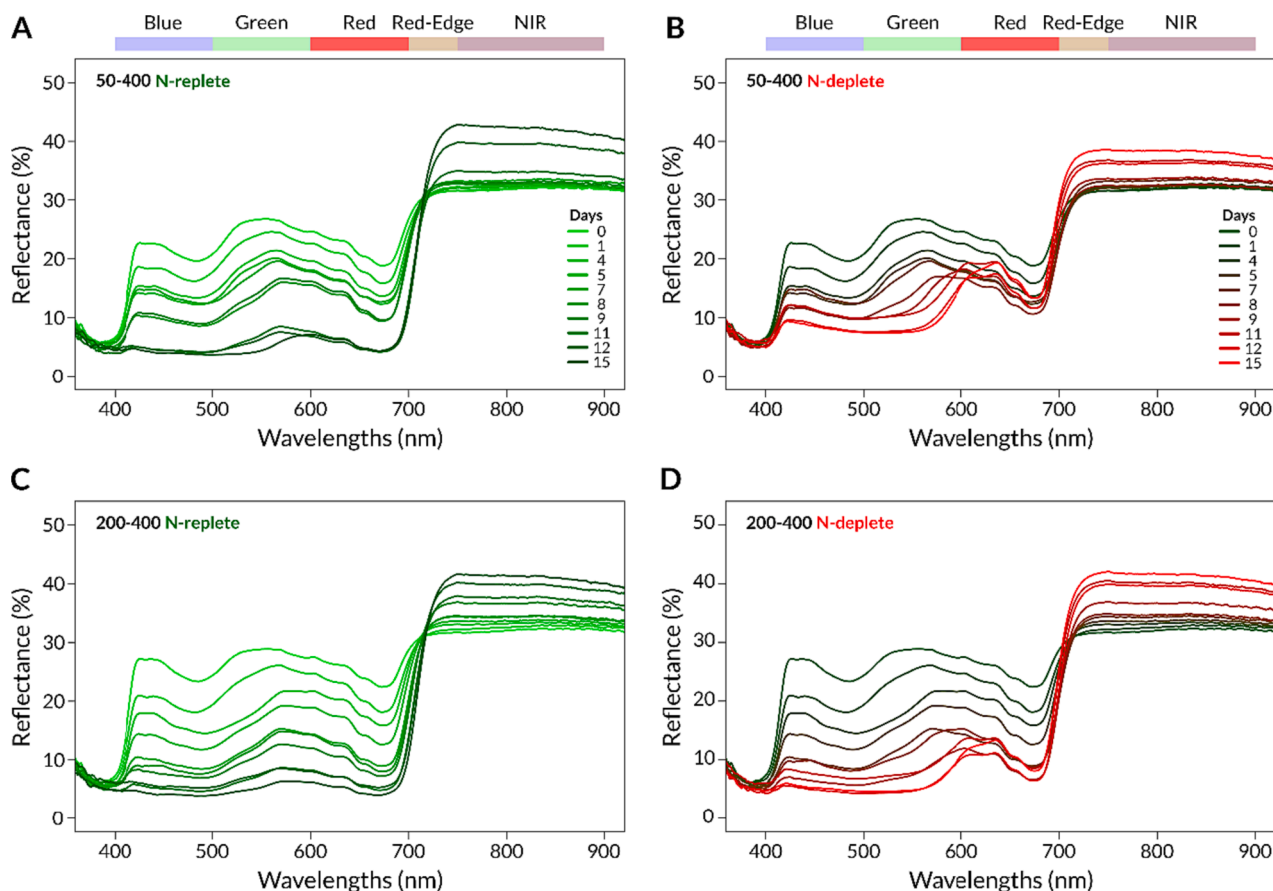 A
Blue Green Red Red-Edge NIR
50-400 N-replete
Reflectance (%)
50
40
30
20
10
0
Days
0
1
4
5
7
8
9
11
12
15
400 500 600 700 800 900
Wavelengths (nm)
B
Blue Green Red Red-Edge NIR
50-400 N-deplete
Reflectance (%)
50
40
30
20
10
0
Days
0
1
4
5
7
8
9
11
12
15
400 500 600 700 800 900
Wavelengths (nm)
C
200-400 N-replete
Reflectance (%)
50
40
30
20
10
0
400 500 600 700 800 900
Wavelengths (nm)
D
200-400 N-deplete
Reflectance (%)
50
40
30
20
10
0
400 500 600 700 800 900
Wavelengths (nm)